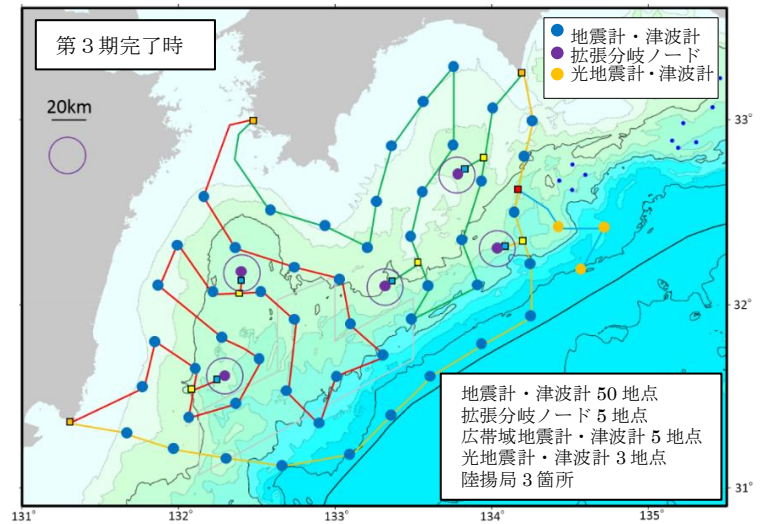 第３期完了時
地震計・津波計
拡張分岐ノード
光地震計・津波計
20km
33°
33°
32°
32°
地震計・津波計 50 地点
拡張分岐ノード 5 地点
広帯域地震計・津波計 5 地点
光地震計・津波計 3 地点
陸揚局 3 箇所
31°
31°
131°
132°
133°
134°
135°